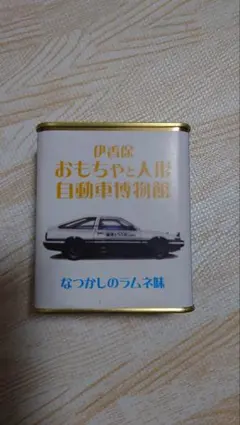 伊香保
おもちゃと人形
自動車博物館
なつかしのラムネ味